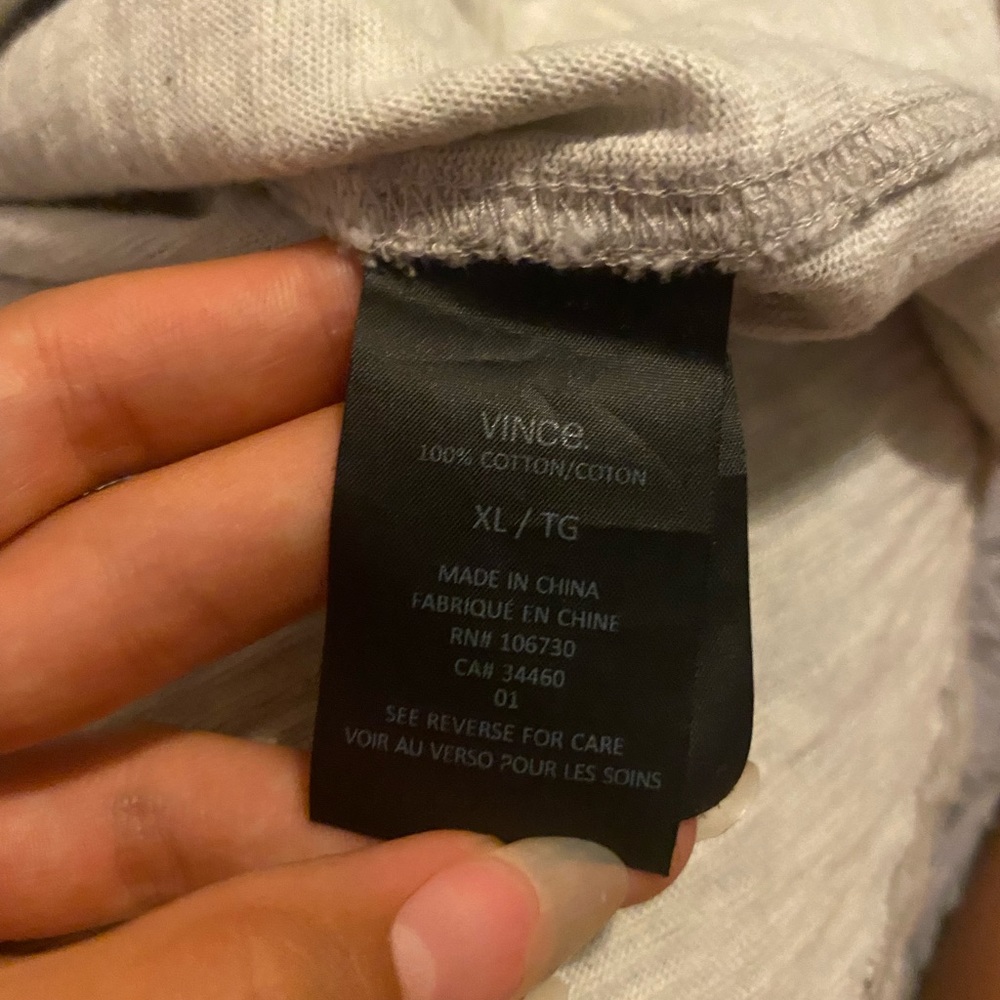 VINCE.
100% COTTON/COTON
XL / TG
MADE IN CHINA
FABRIQUÉ EN CHINE
RN# 106730
CA# 34460
01
SEE REVERSE FOR CARE
VOIR AU VERSO POUR LES SOINS